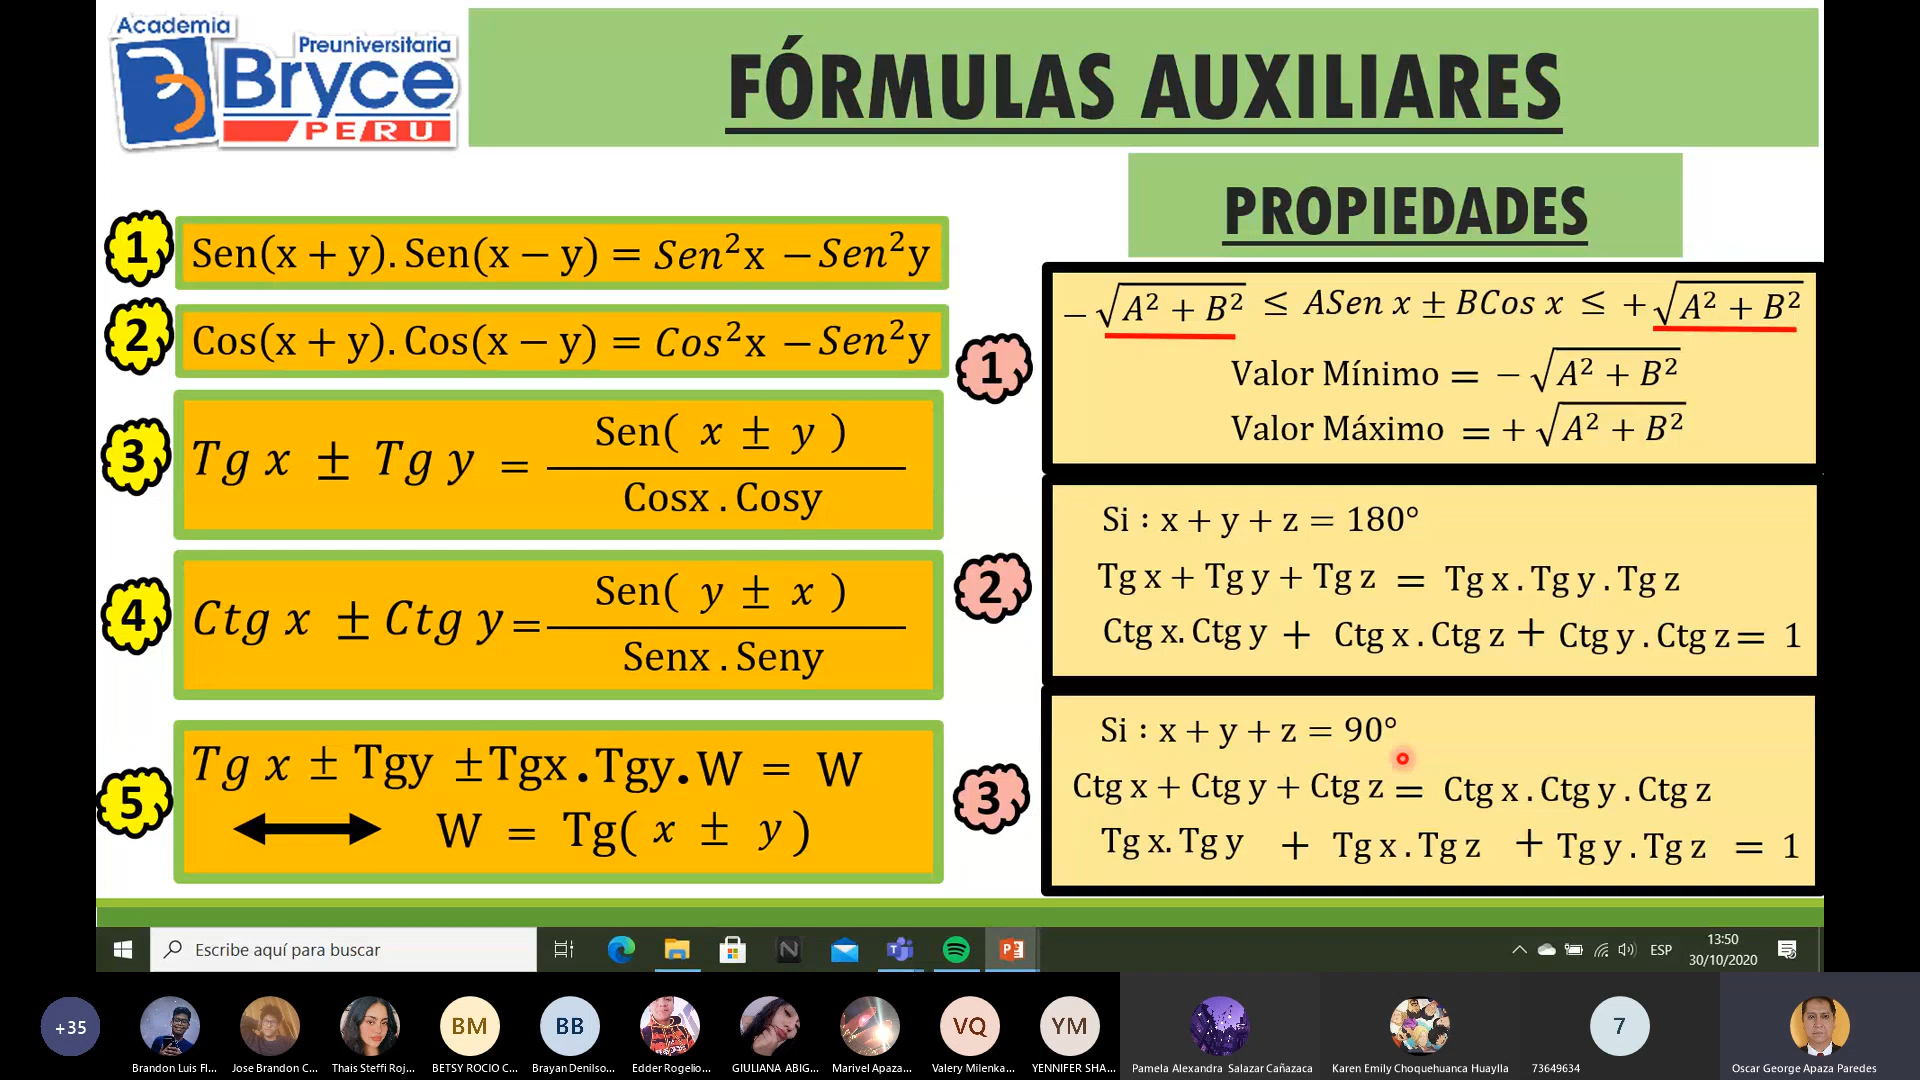 Academia
Preuniversitaria
Bryce
PERU
FÓRMULAS AUXILIARES
PROPIEDADES
1
Sen(x + y). Sen(x − y) = Sen²x − Sen²y
2
Cos(x + y). Cos(x − y) = Cos²x − Sen²y
3
Tg x ± Tg y = Sen( x ± y ) / Cosx . Cosy
4
Ctg x ± Ctg y = Sen( y ± x ) / Senx . Seny
5
Tg x ± Tgy ±Tgx.Tgy.W = W
W = Tg( x ± y )
1
− √A² + B² ≤ ASen x ± BCos x ≤ + √A² + B²
Valor Mínimo = − √A² + B²
Valor Máximo = + √A² + B²
2
Si : x + y + z = 180°
Tg x + Tg y + Tg z = Tg x . Tg y . Tg z
Ctg x. Ctg y + Ctg x . Ctg z + Ctg y . Ctg z = 1
3
Si : x + y + z = 90°
Ctg x + Ctg y + Ctg z = Ctg x . Ctg y . Ctg z
Tg x. Tg y + Tg x . Tg z + Tg y . Tg z = 1
Escribe aquí para buscar
ESP
13:50
30/10/2020
+35
BM
BB
VQ
YM
7
Brandon Luis Fl...
Jose Brandon C...
Thais Steffi Roj...
BETSY ROCIO C...
Brayan Denilso...
Edder Rogelio...
GIULIANA ABIG...
Marivel Apaza...
Valery Milenka...
YENNIFER SHA...
Pamela Alexandra Salazar Cañazaca
Karen Emily Choquehuanca Huaylla
73649634
Oscar George Apaza Paredes